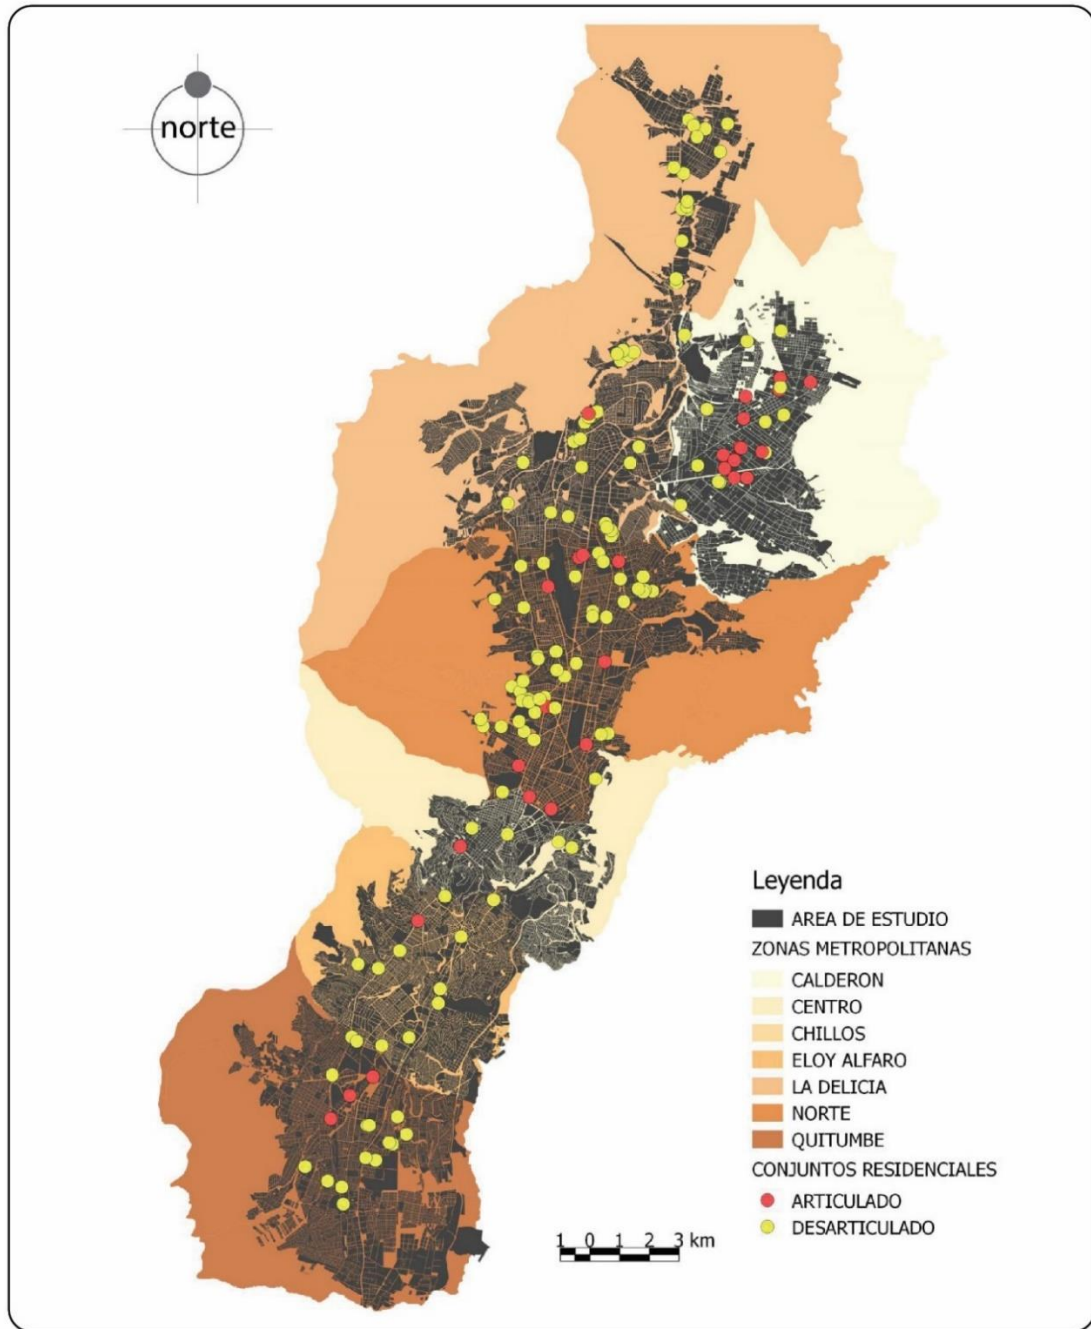 norte
Leyenda
AREA DE ESTUDIO
ZONAS METROPOLITANAS
CALDERON
CENTRO
CHILLOS
ELOY ALFARO
LA DELICIA
NORTE
QUITUMBE
CONJUNTOS RESIDENCIALES
ARTICULADO
DESARTICULADO
1 0 1 2 3 km